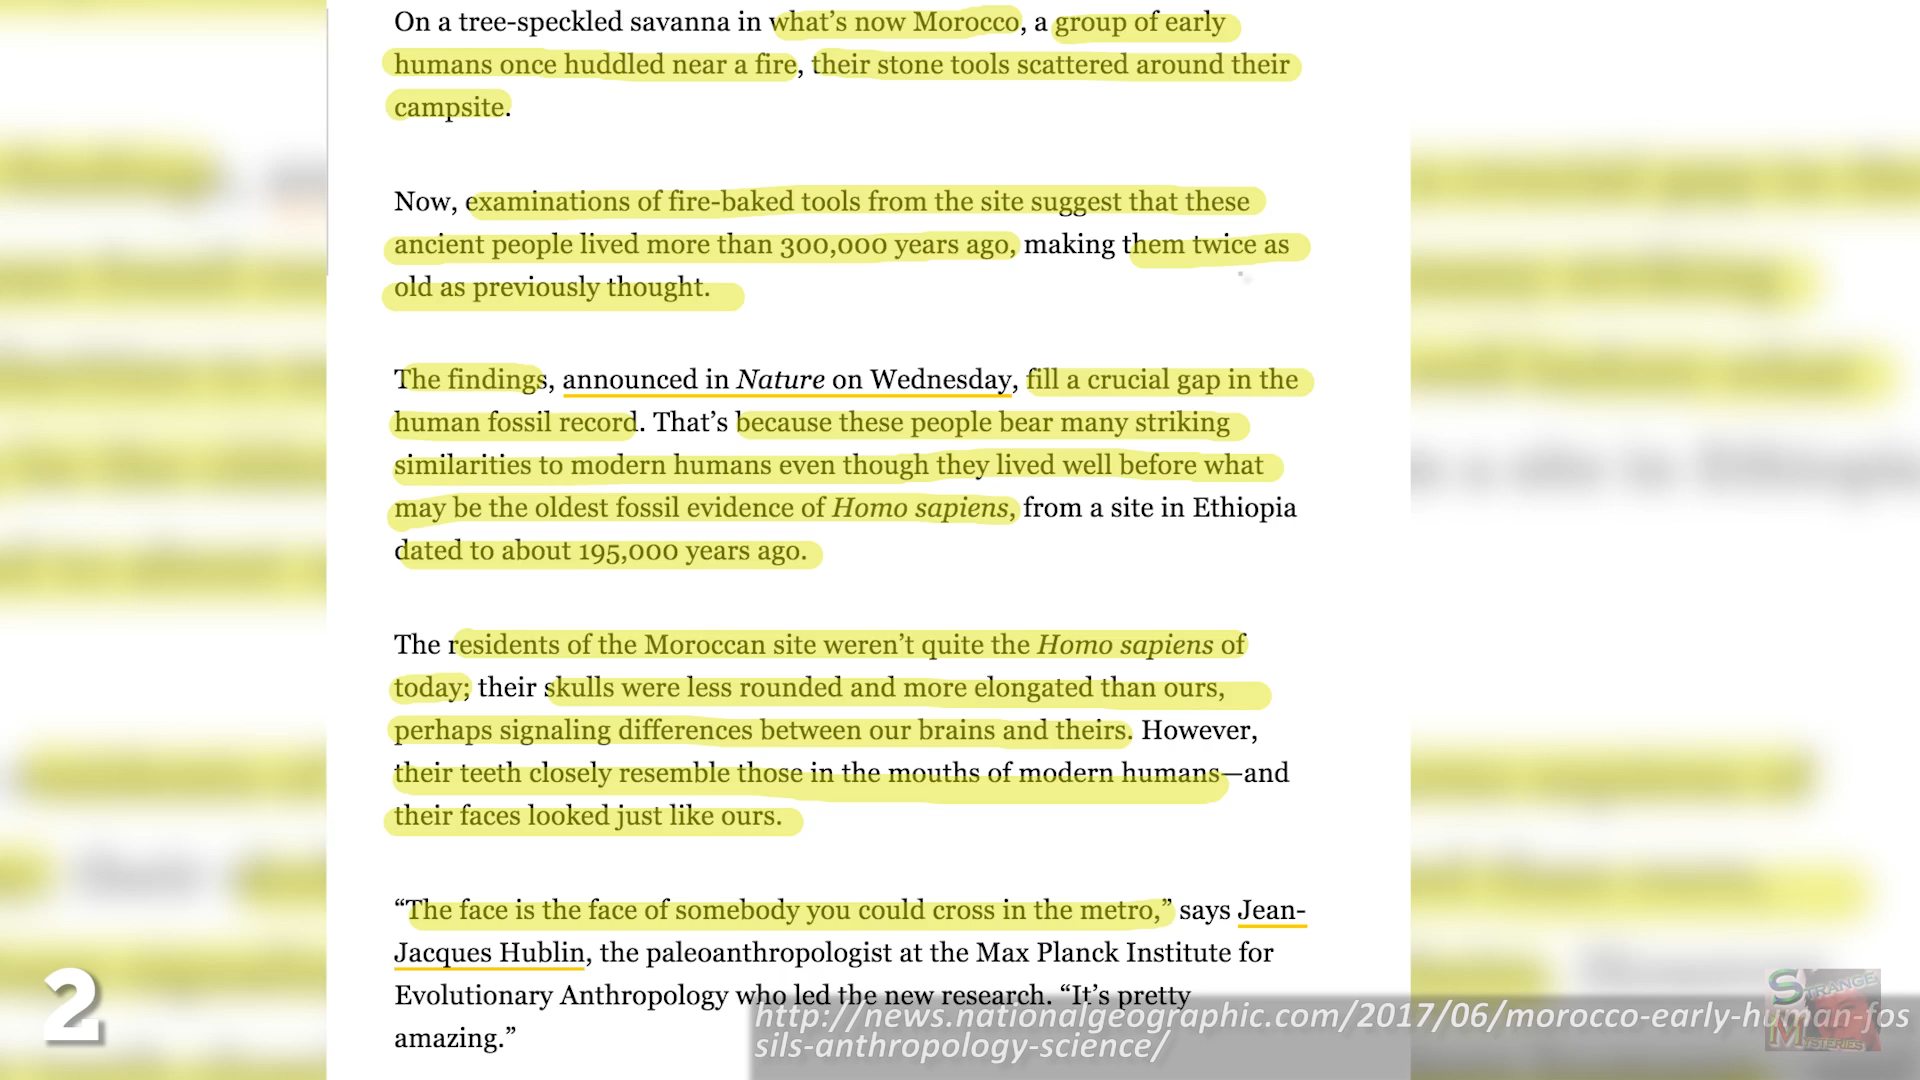 On a tree-speckled savanna in what’s now Morocco, a group of early
humans once huddled near a fire, their stone tools scattered around their
campsite.
Now, examinations of fire-baked tools from the site suggest that these
ancient people lived more than 300,000 years ago, making them twice as
old as previously thought.
The findings, announced in Nature on Wednesday, fill a crucial gap in the
human fossil record. That’s because these people bear many striking
similarities to modern humans even though they lived well before what
may be the oldest fossil evidence of Homo sapiens, from a site in Ethiopia
dated to about 195,000 years ago.
The residents of the Moroccan site weren’t quite the Homo sapiens of
today; their skulls were less rounded and more elongated than ours,
perhaps signaling differences between our brains and theirs. However,
their teeth closely resemble those in the mouths of modern humans—and
their faces looked just like ours.
“The face is the face of somebody you could cross in the metro,” says Jean-
Jacques Hublin, the paleoanthropologist at the Max Planck Institute for
Evolutionary Anthropology who led the new research. “It’s pretty
amazing.”
2
http://news.nationalgeographic.com/2017/06/morocco-early-human-fos
sils-anthropology-science/
STRANGE
MYSTERIES